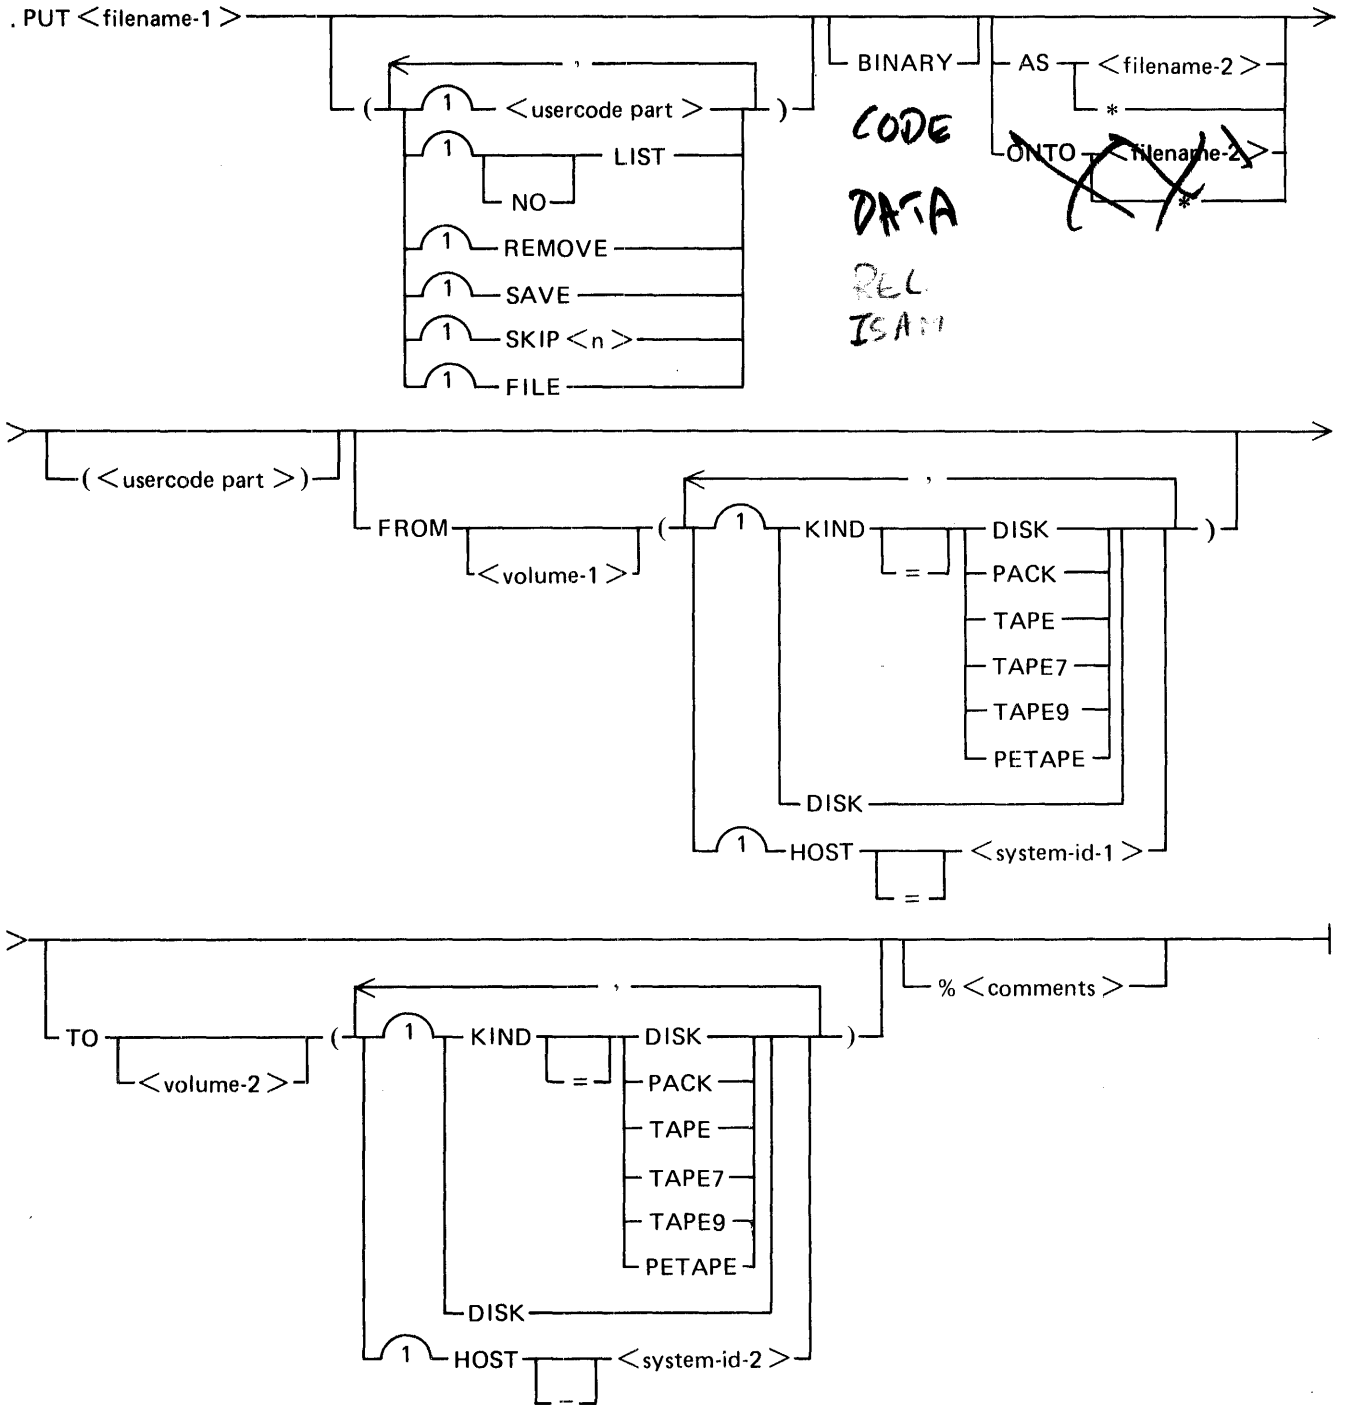 . PUT <filename-1>
,
BINARY
AS <filename-2>
( 1 <usercode part> )
*
CODE
1 LIST
ONTO <filename-2>
NO
DATA
*
1 REMOVE
REL
1 SAVE
ISAM
1 SKIP <n>
1 FILE
( <usercode part> )
,
FROM ( 1 KIND DISK )
<volume-1>
=
PACK
TAPE
TAPE7
TAPE9
PETAPE
DISK
1 HOST <system-id-1>
=
,
% <comments>
TO ( 1 KIND DISK )
<volume-2>
=
PACK
TAPE
TAPE7
TAPE9
PETAPE
DISK
1 HOST <system-id-2>